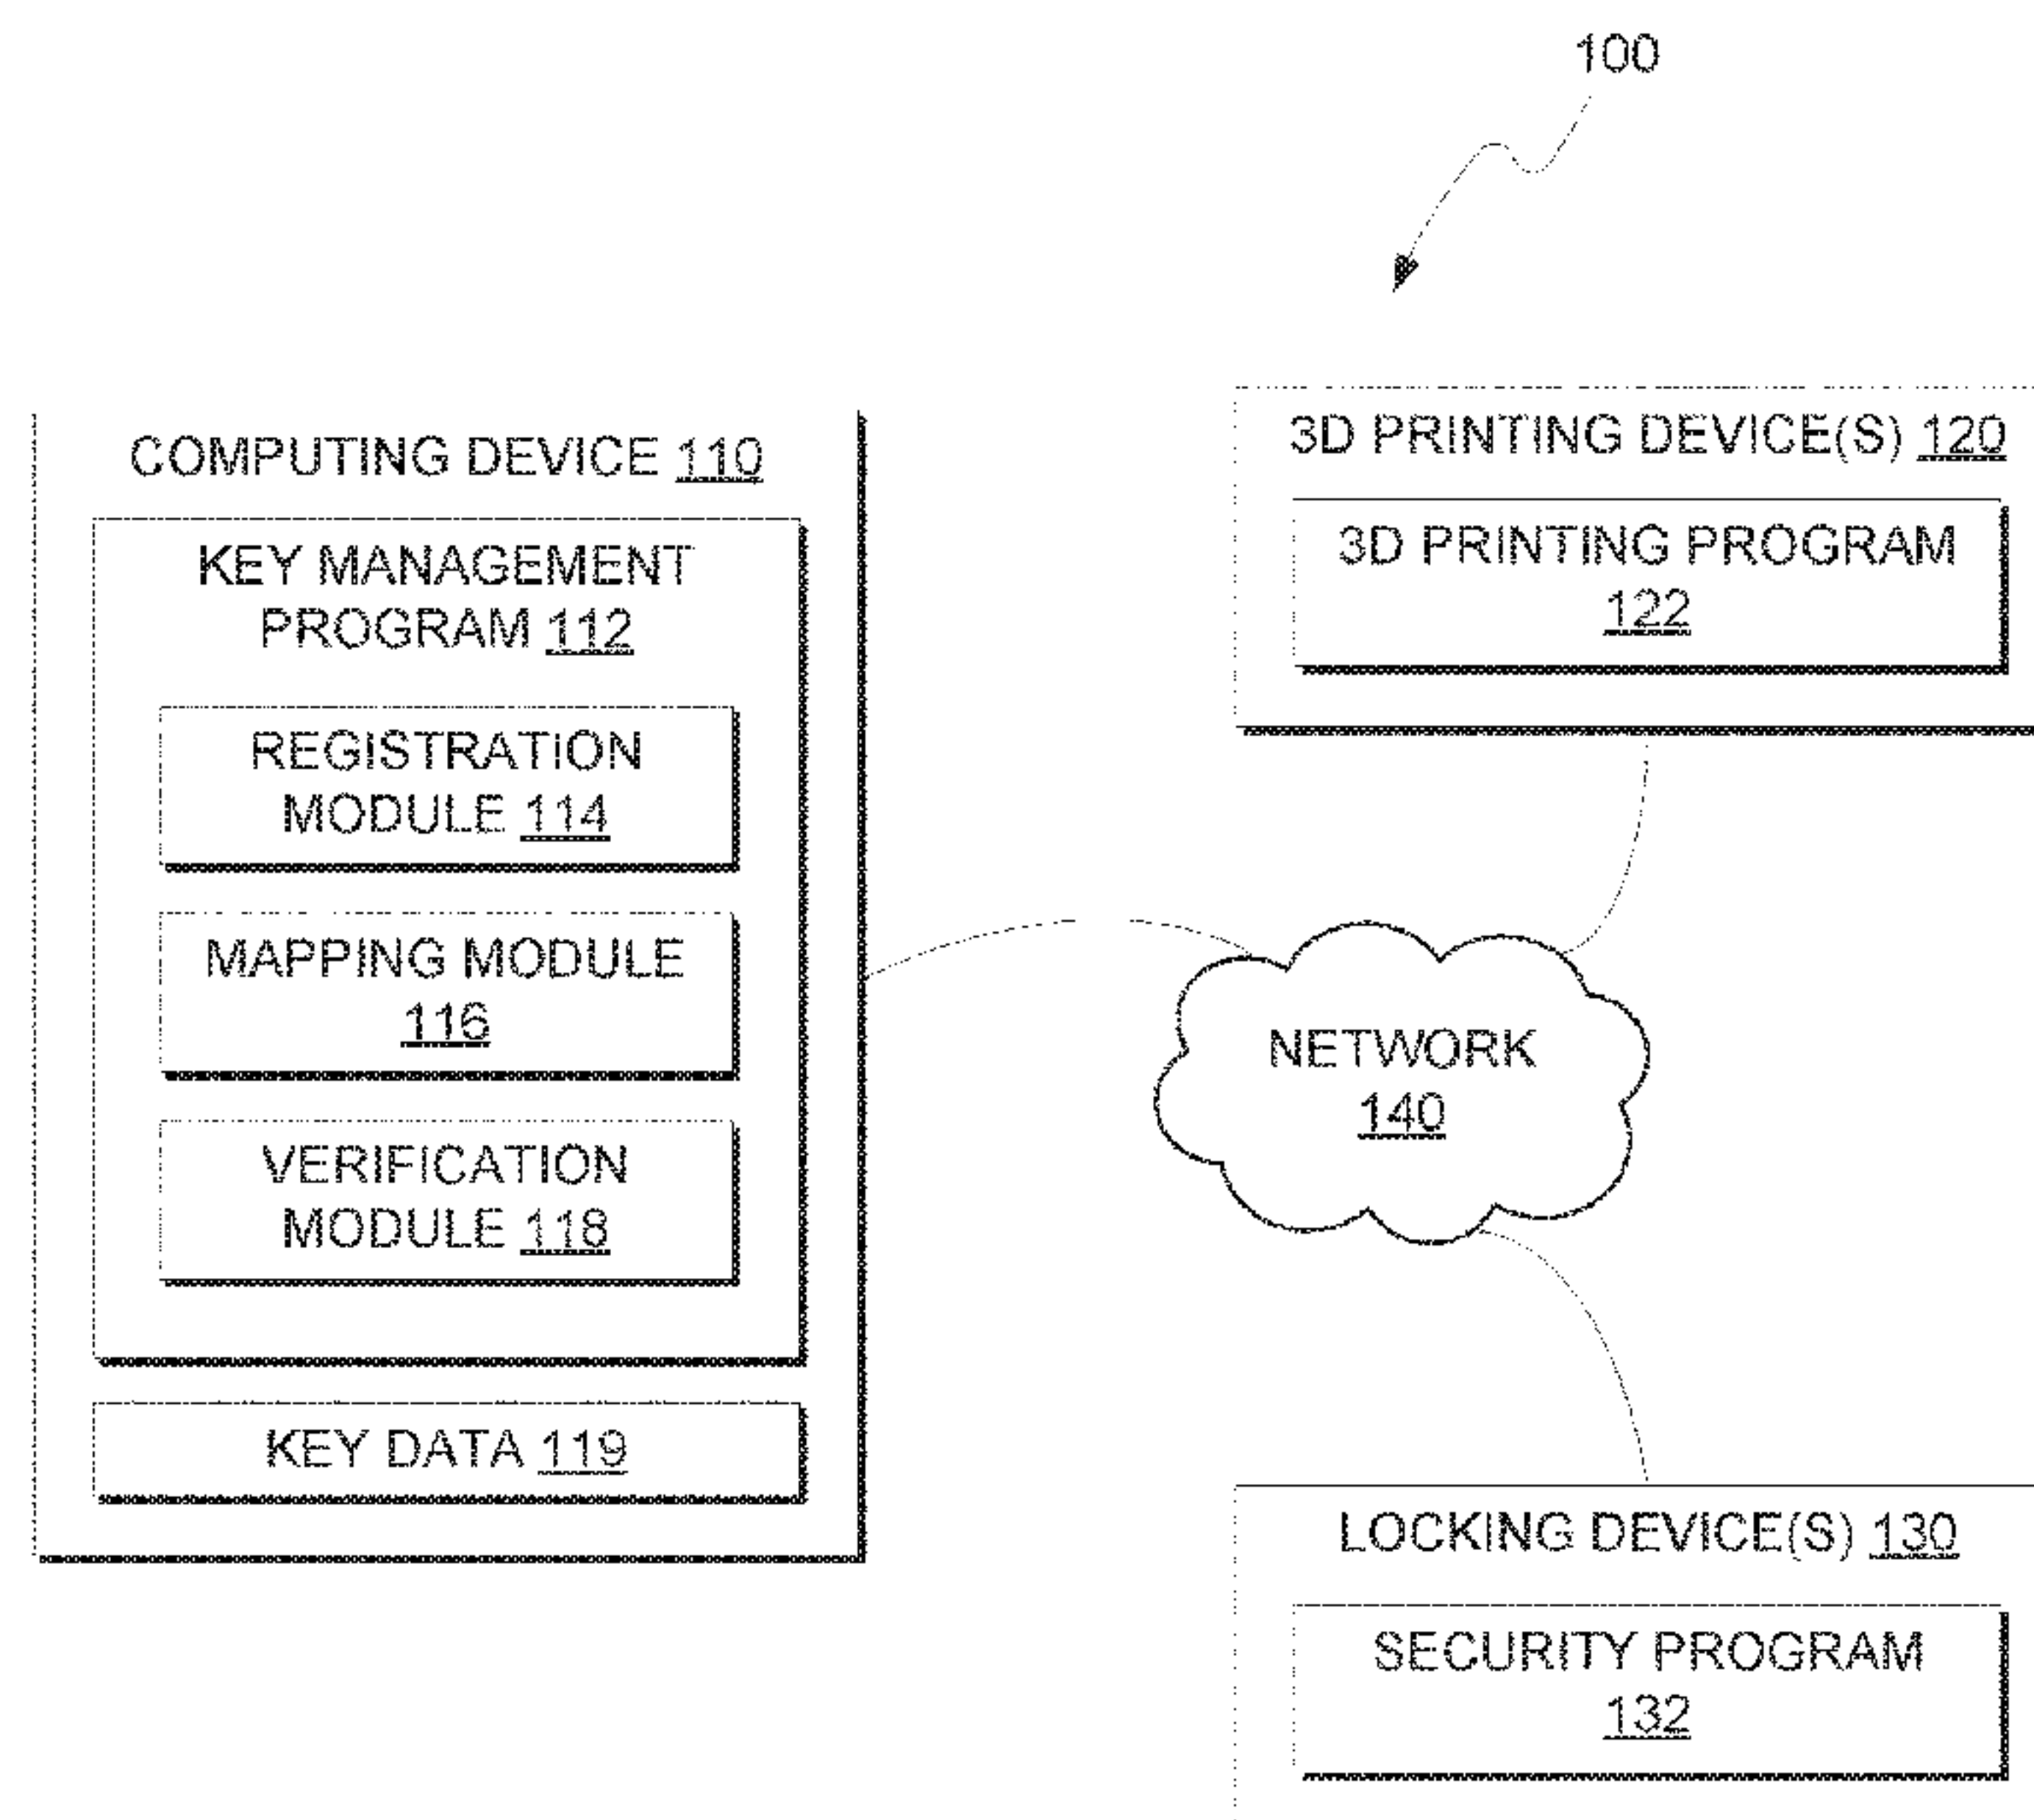 100
COMPUTING DEVICE 110
KEY MANAGEMENT
PROGRAM 112
REGISTRATION
MODULE 114
MAPPING MODULE
116
VERIFICATION
MODULE 118
KEY DATA 119
3D PRINTING DEVICE(S) 120
3D PRINTING PROGRAM
122
NETWORK
140
LOCKING DEVICE(S) 130
SECURITY PROGRAM
132